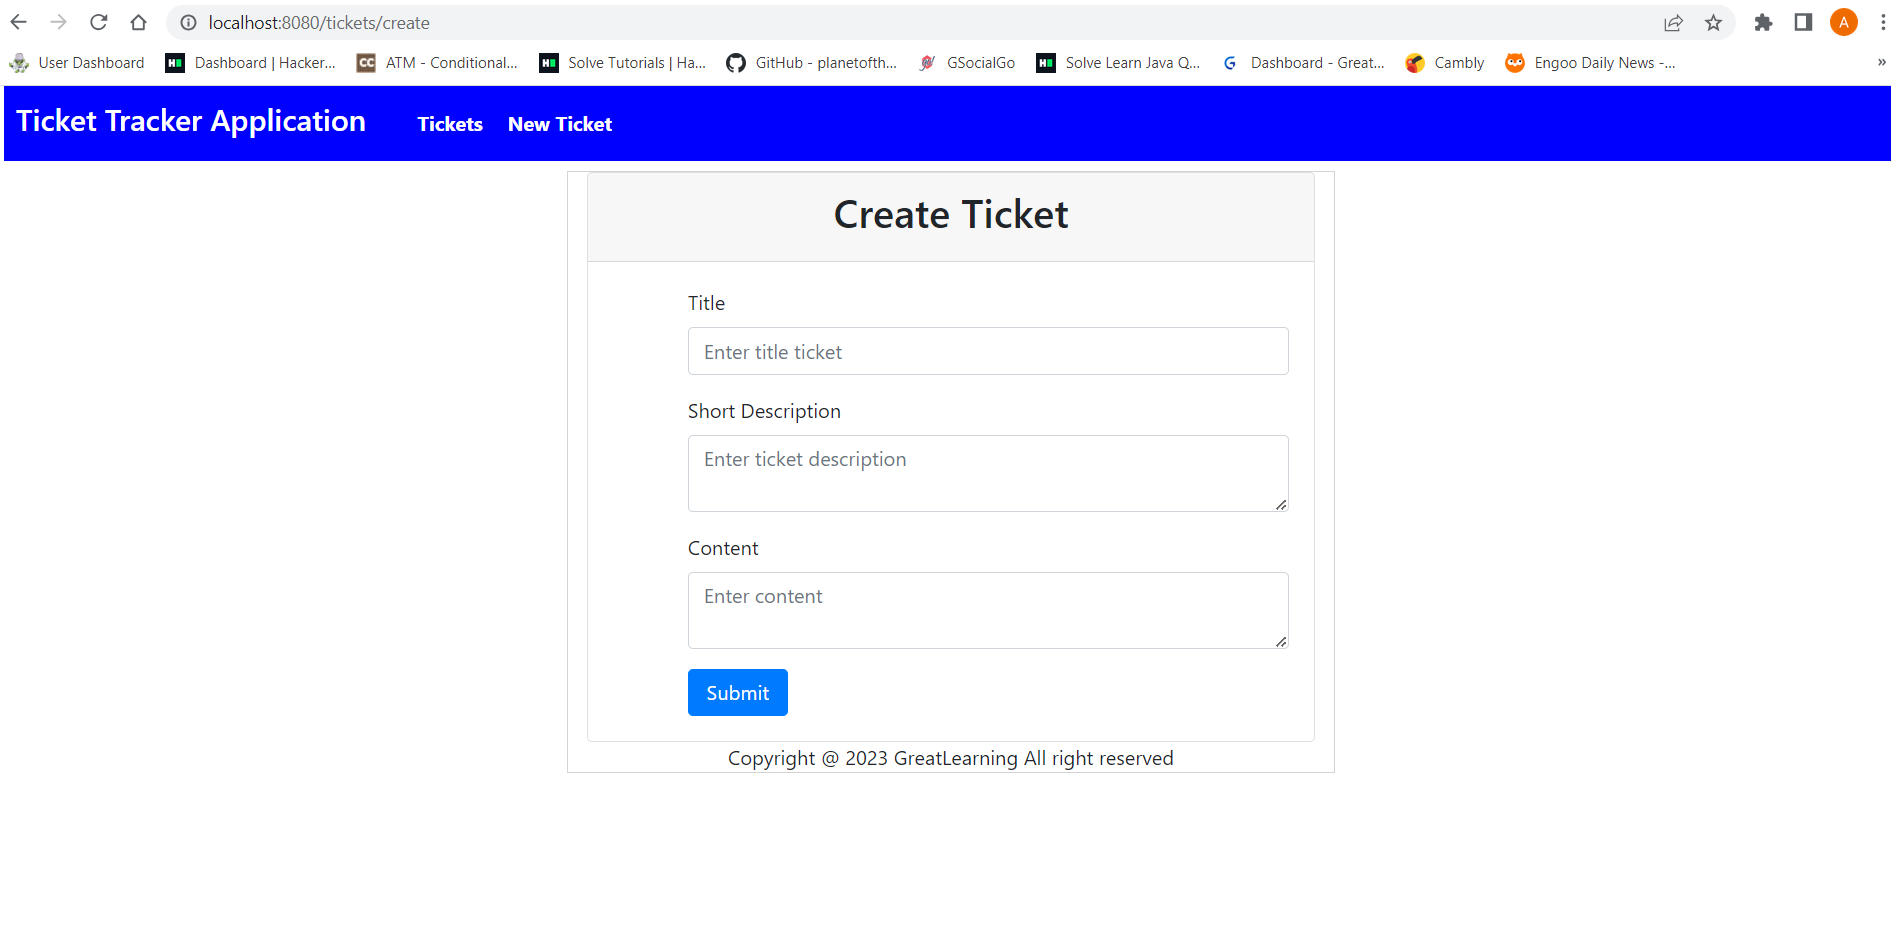 localhost:8080/tickets/create
A
User Dashboard
Dashboard | Hacker...
CC
ATM - Conditional...
Solve Tutorials | Ha...
GitHub - planetofth...
GSocialGo
Solve Learn Java Q...
G
Dashboard - Great...
Cambly
Engoo Daily News -...
»
Ticket Tracker Application
Tickets
New Ticket
Create Ticket
Title
Enter title ticket
Short Description
Enter ticket description
Content
Enter content
Submit
Copyright @ 2023 GreatLearning All right reserved